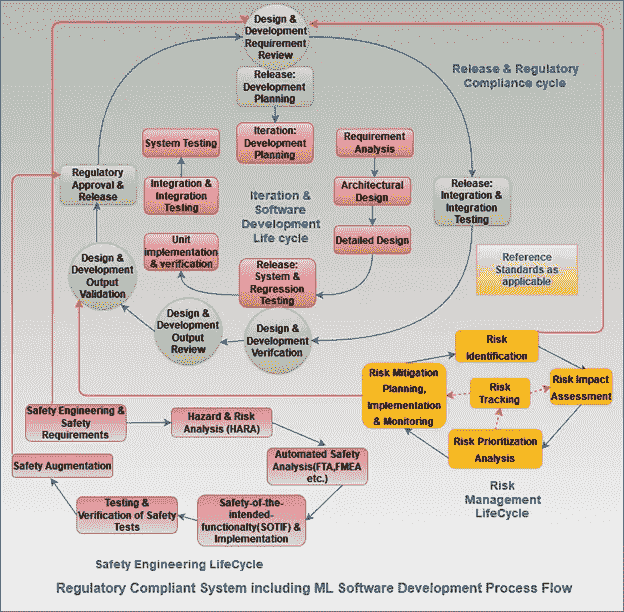 Design &
Development
Requirement
Review
Release & Regulatory
Compliance cycle
Release:
Development
Planning
System Testing
Iteration:
Development
Planning
Requirement
Analysis
Regulatory
Approval &
Release
Integration &
Integration
Testing
Iteration &
Software
Development
Life cycle
Architectural
Design
Release:
Integration &
Integration
Testing
Unit
implementation
& verification
Detailed Design
Reference
Standards as
applicable
Design &
Development
Output
Validation
Release:
System &
Regression
Testing
Design &
Development
Output
Review
Design &
Development
Verifcation
Risk
Identification
Risk Mitigation
Planning,
Implementation
& Monitoring
Risk
Tracking
Risk Impact
Assessment
Risk Prioritization
Analysis
Risk
Management
LifeCycle
Safety Engineering &
Safety
Requirements
Hazard & Risk
Analysis (HARA)
Automated Safety
Analysis(FTA,FMEA
etc.)
Safety Augmentation
Testing &
Verification of Safety
Tests
Safety-of-the-
intended-
functionalty(SOTIF) &
Implementation
Safety Engineering LifeCycle
Regulatory Compliant System including ML Software Development Process Flow